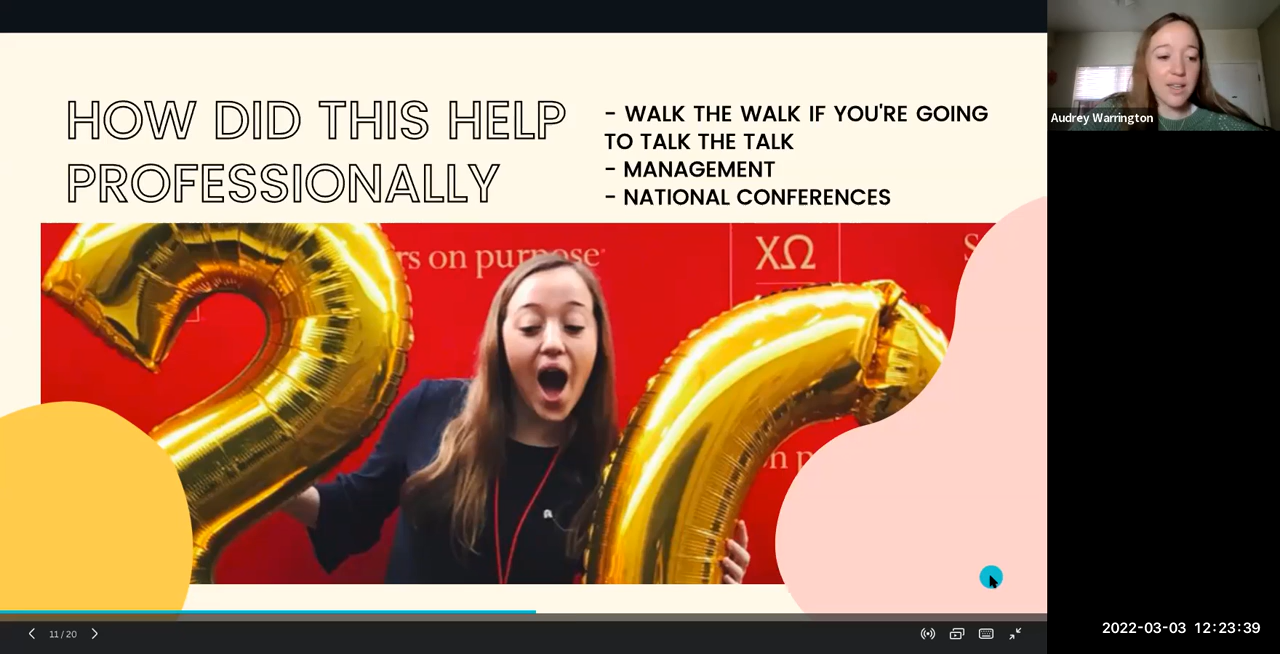 HOW DID THIS HELP
PROFESSIONALLY
- WALK THE WALK IF YOU'RE GOING
TO TALK THE TALK
- MANAGEMENT
- NATIONAL CONFERENCES
Audrey Warrington
on purpose
ΧΩ
11 / 20
2022-03-03 12:23:39